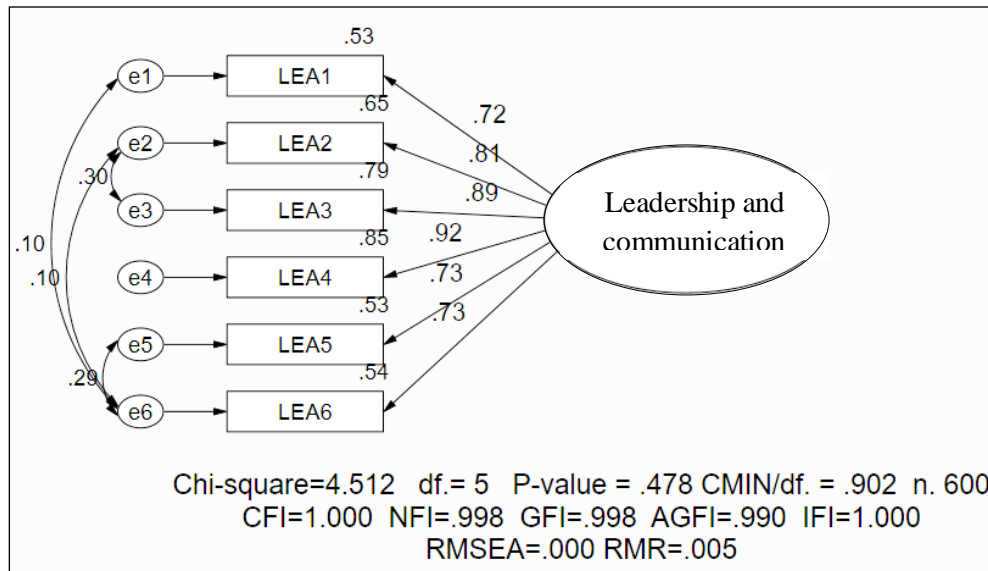 .53
e1 LEA1
.65 .72
e2 LEA2 .81
.79
.30 .89
e3 LEA3 Leadership and
.85 .92 communication
.10
.10 e4 LEA4 .73
.53
.73
e5 LEA5
.29 .54
e6 LEA6
Chi-square=4.512 df.= 5 P-value = .478 CMIN/df. = .902 n. 600
CFI=1.000 NFI=.998 GFI=.998 AGFI=.990 IFI=1.000
RMSEA=.000 RMR=.005